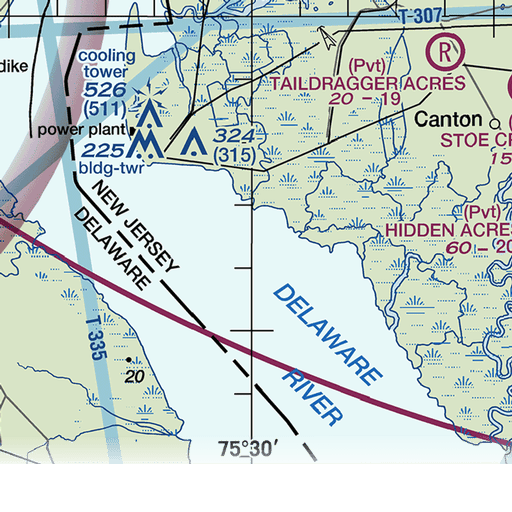 T-307
dike
cooling
tower
526
(511)
power plant
225
bldg-twr
324
(315)
(Pvt)
TAILDRAGGER ACRES
20 - 19
R
Canton
STOE CR
15
(Pvt)
HIDDEN ACRES
60 - 20
NEW JERSEY
DELAWARE
T-335
20
DELAWARE
RIVER
75°30′